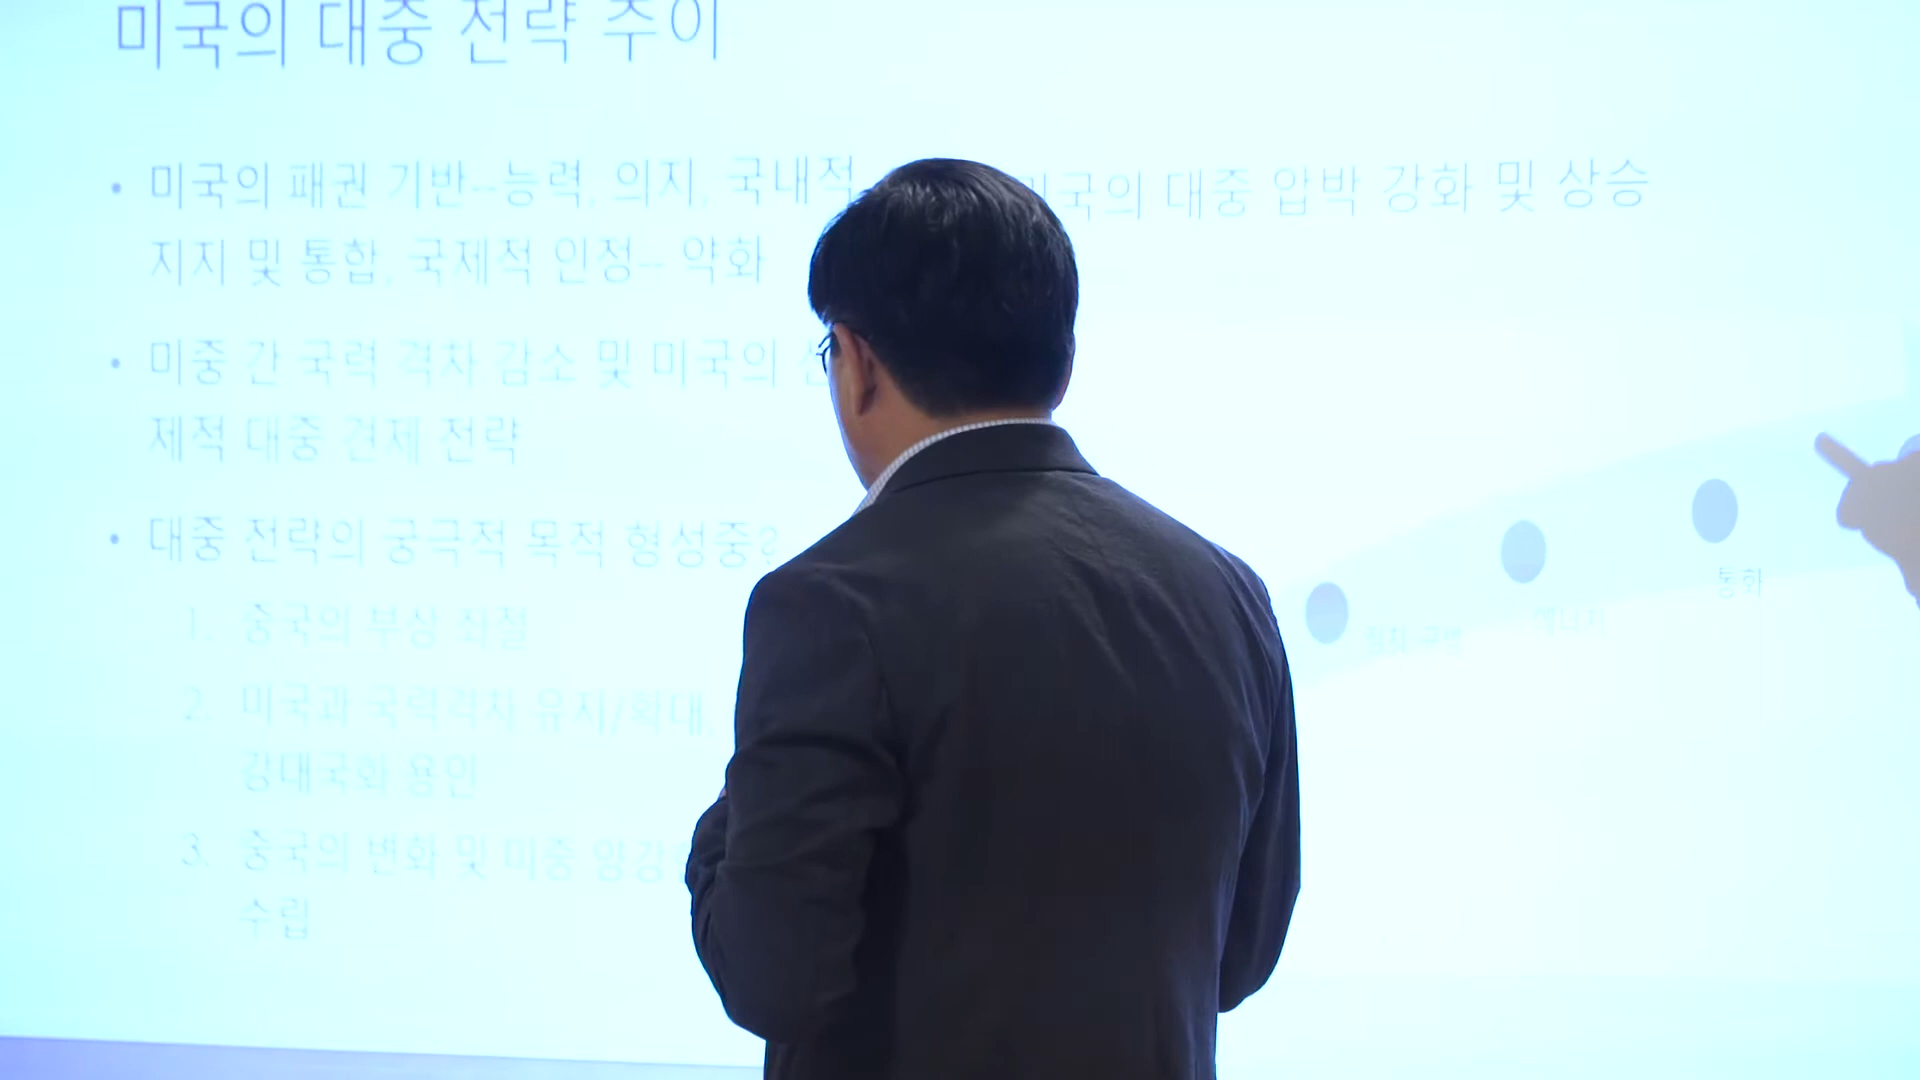 미국의 대중 전략 추이
• 미국의 패권 기반–능력, 의지, 국내적
지지 및 통합, 국제적 인정– 약화
• 미중 간 국력 격차 감소 및 미국의
제적 대중 견제 전략
• 대중 전략의 궁극적 목적 형성중?
1. 중국의 부상 좌절
2. 미국과 국력격차 유지/확대,
강대국화 용인
3. 중국의 변화 및 미중
수립
미국의 대중 압박 강화 및 상승
통화
에너지